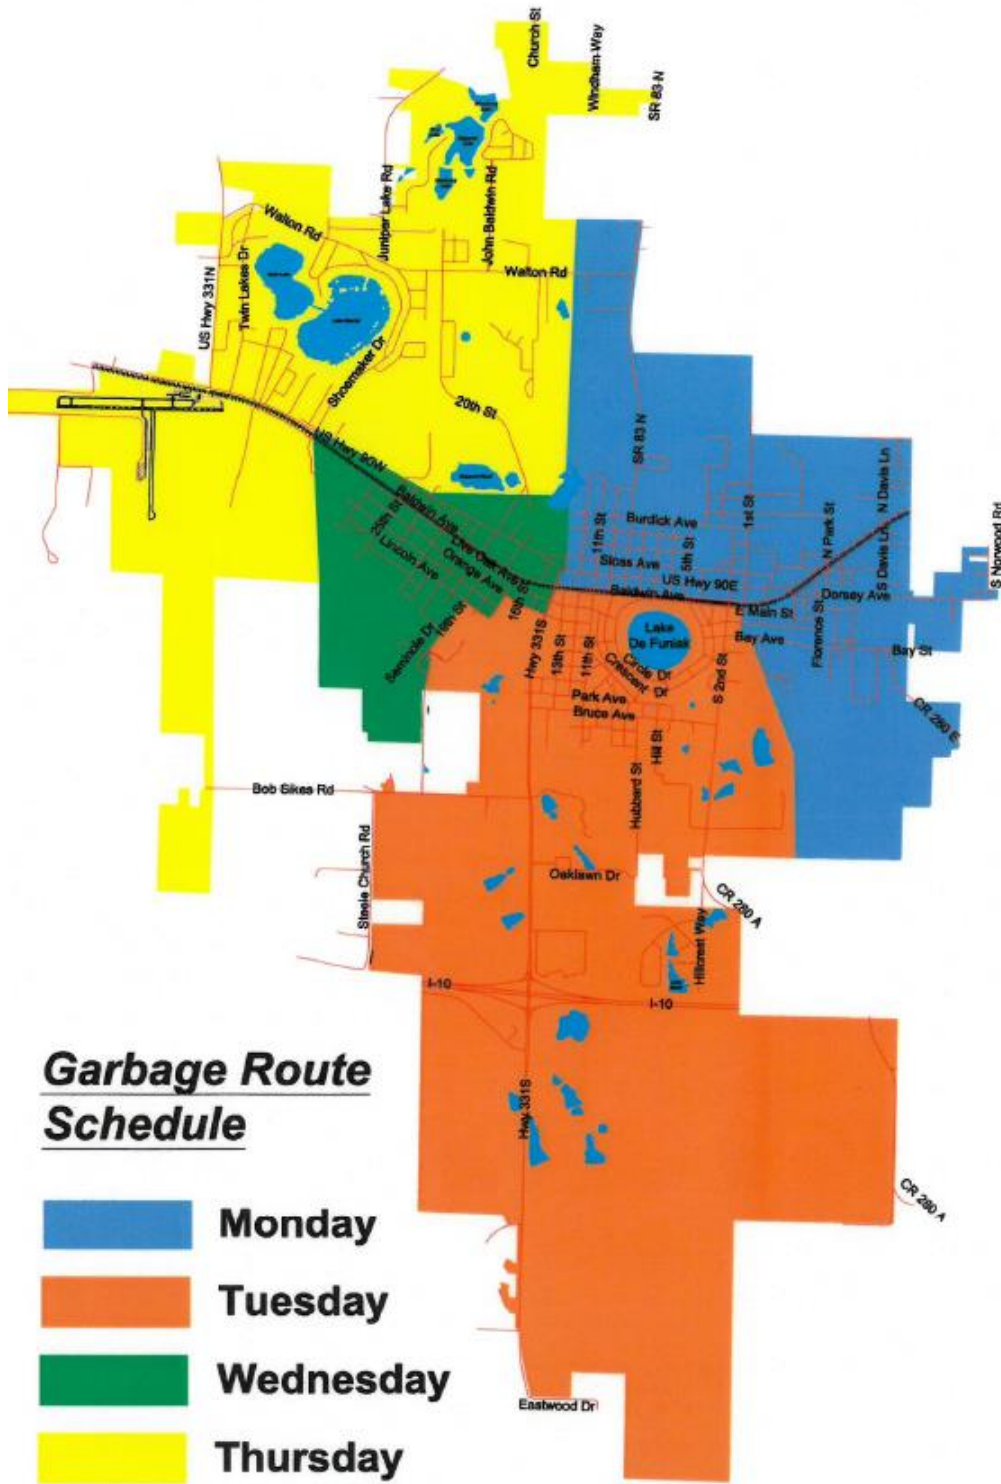 Church St
Windham Way
SR 83 N
Juniper Lake Rd
John Baldwin Rd
Walton Rd
Walton Rd
US Hwy 331N
Twin Lakes Dr
Shoemaker Dr
20th St
US Hwy 90W
SR 83 N
N Davis Ln
S Norwood Rd
Baldwin Ave
Live Oak Ave
N Lincoln Ave
Orange Ave
19th St
16th St
Seminole Dr
11th St
Burdick Ave
1st St
N Park St
5th St
Sloss Ave
US Hwy 90E
S Davis Ln
Baldwin Ave
Dorsey Ave
E Main St
Lake
De Funiak
Bay Ave
Florence St
Bay St
Hwy 331S
13th St
11th St
Circle Dr
Crescent Dr
S 2nd St
Park Ave
Bruce Ave
CR 280 E
Hill St
Hubbard St
Bob Sikes Rd
Steele Church Rd
Oaklawn Dr
CR 280 A
Hillcrest Way
I-10
I-10
Hwy 331S
CR 280 A
Eastwood Dr
Garbage Route
Schedule
Monday
Tuesday
Wednesday
Thursday